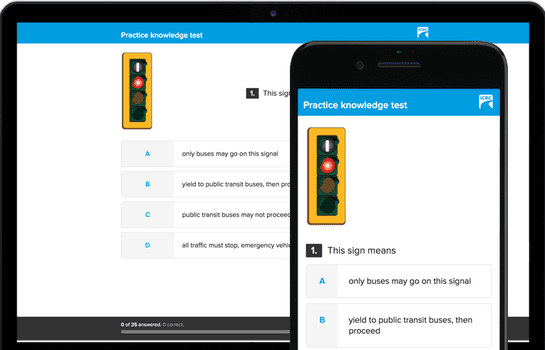 Practice knowledge test
1. This sign
A only buses may go on this signal
B yield to public transit buses, then
C public transit buses may not proceed
D all traffic must stop, emergency
0 of 25 answered. 0 correct.
Practice knowledge test
ICBC
1. This sign means
A only buses may go on this signal
B yield to public transit buses, then
proceed